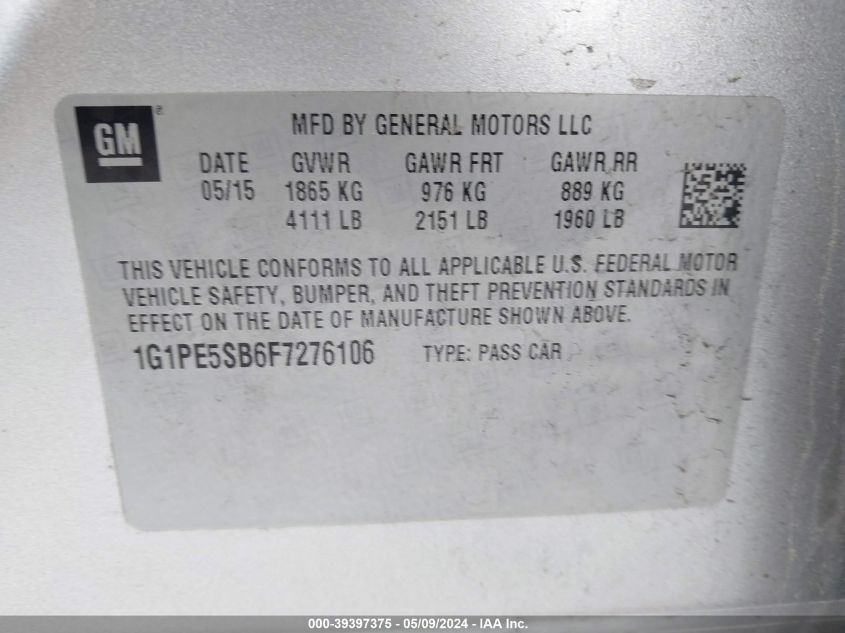 GM
MFD BY GENERAL MOTORS LLC
DATE GVWR GAWR FRT GAWR RR
05/15 1865 KG 976 KG 889 KG
4111 LB 2151 LB 1960 LB
THIS VEHICLE CONFORMS TO ALL APPLICABLE U.S. FEDERAL MOTOR
VEHICLE SAFETY, BUMPER, AND THEFT PREVENTION STANDARDS IN
EFFECT ON THE DATE OF MANUFACTURE SHOWN ABOVE.
1G1PE5SB6F7276106 TYPE: PASS CAR
000-39397375 - 05/09/2024 - IAA Inc.